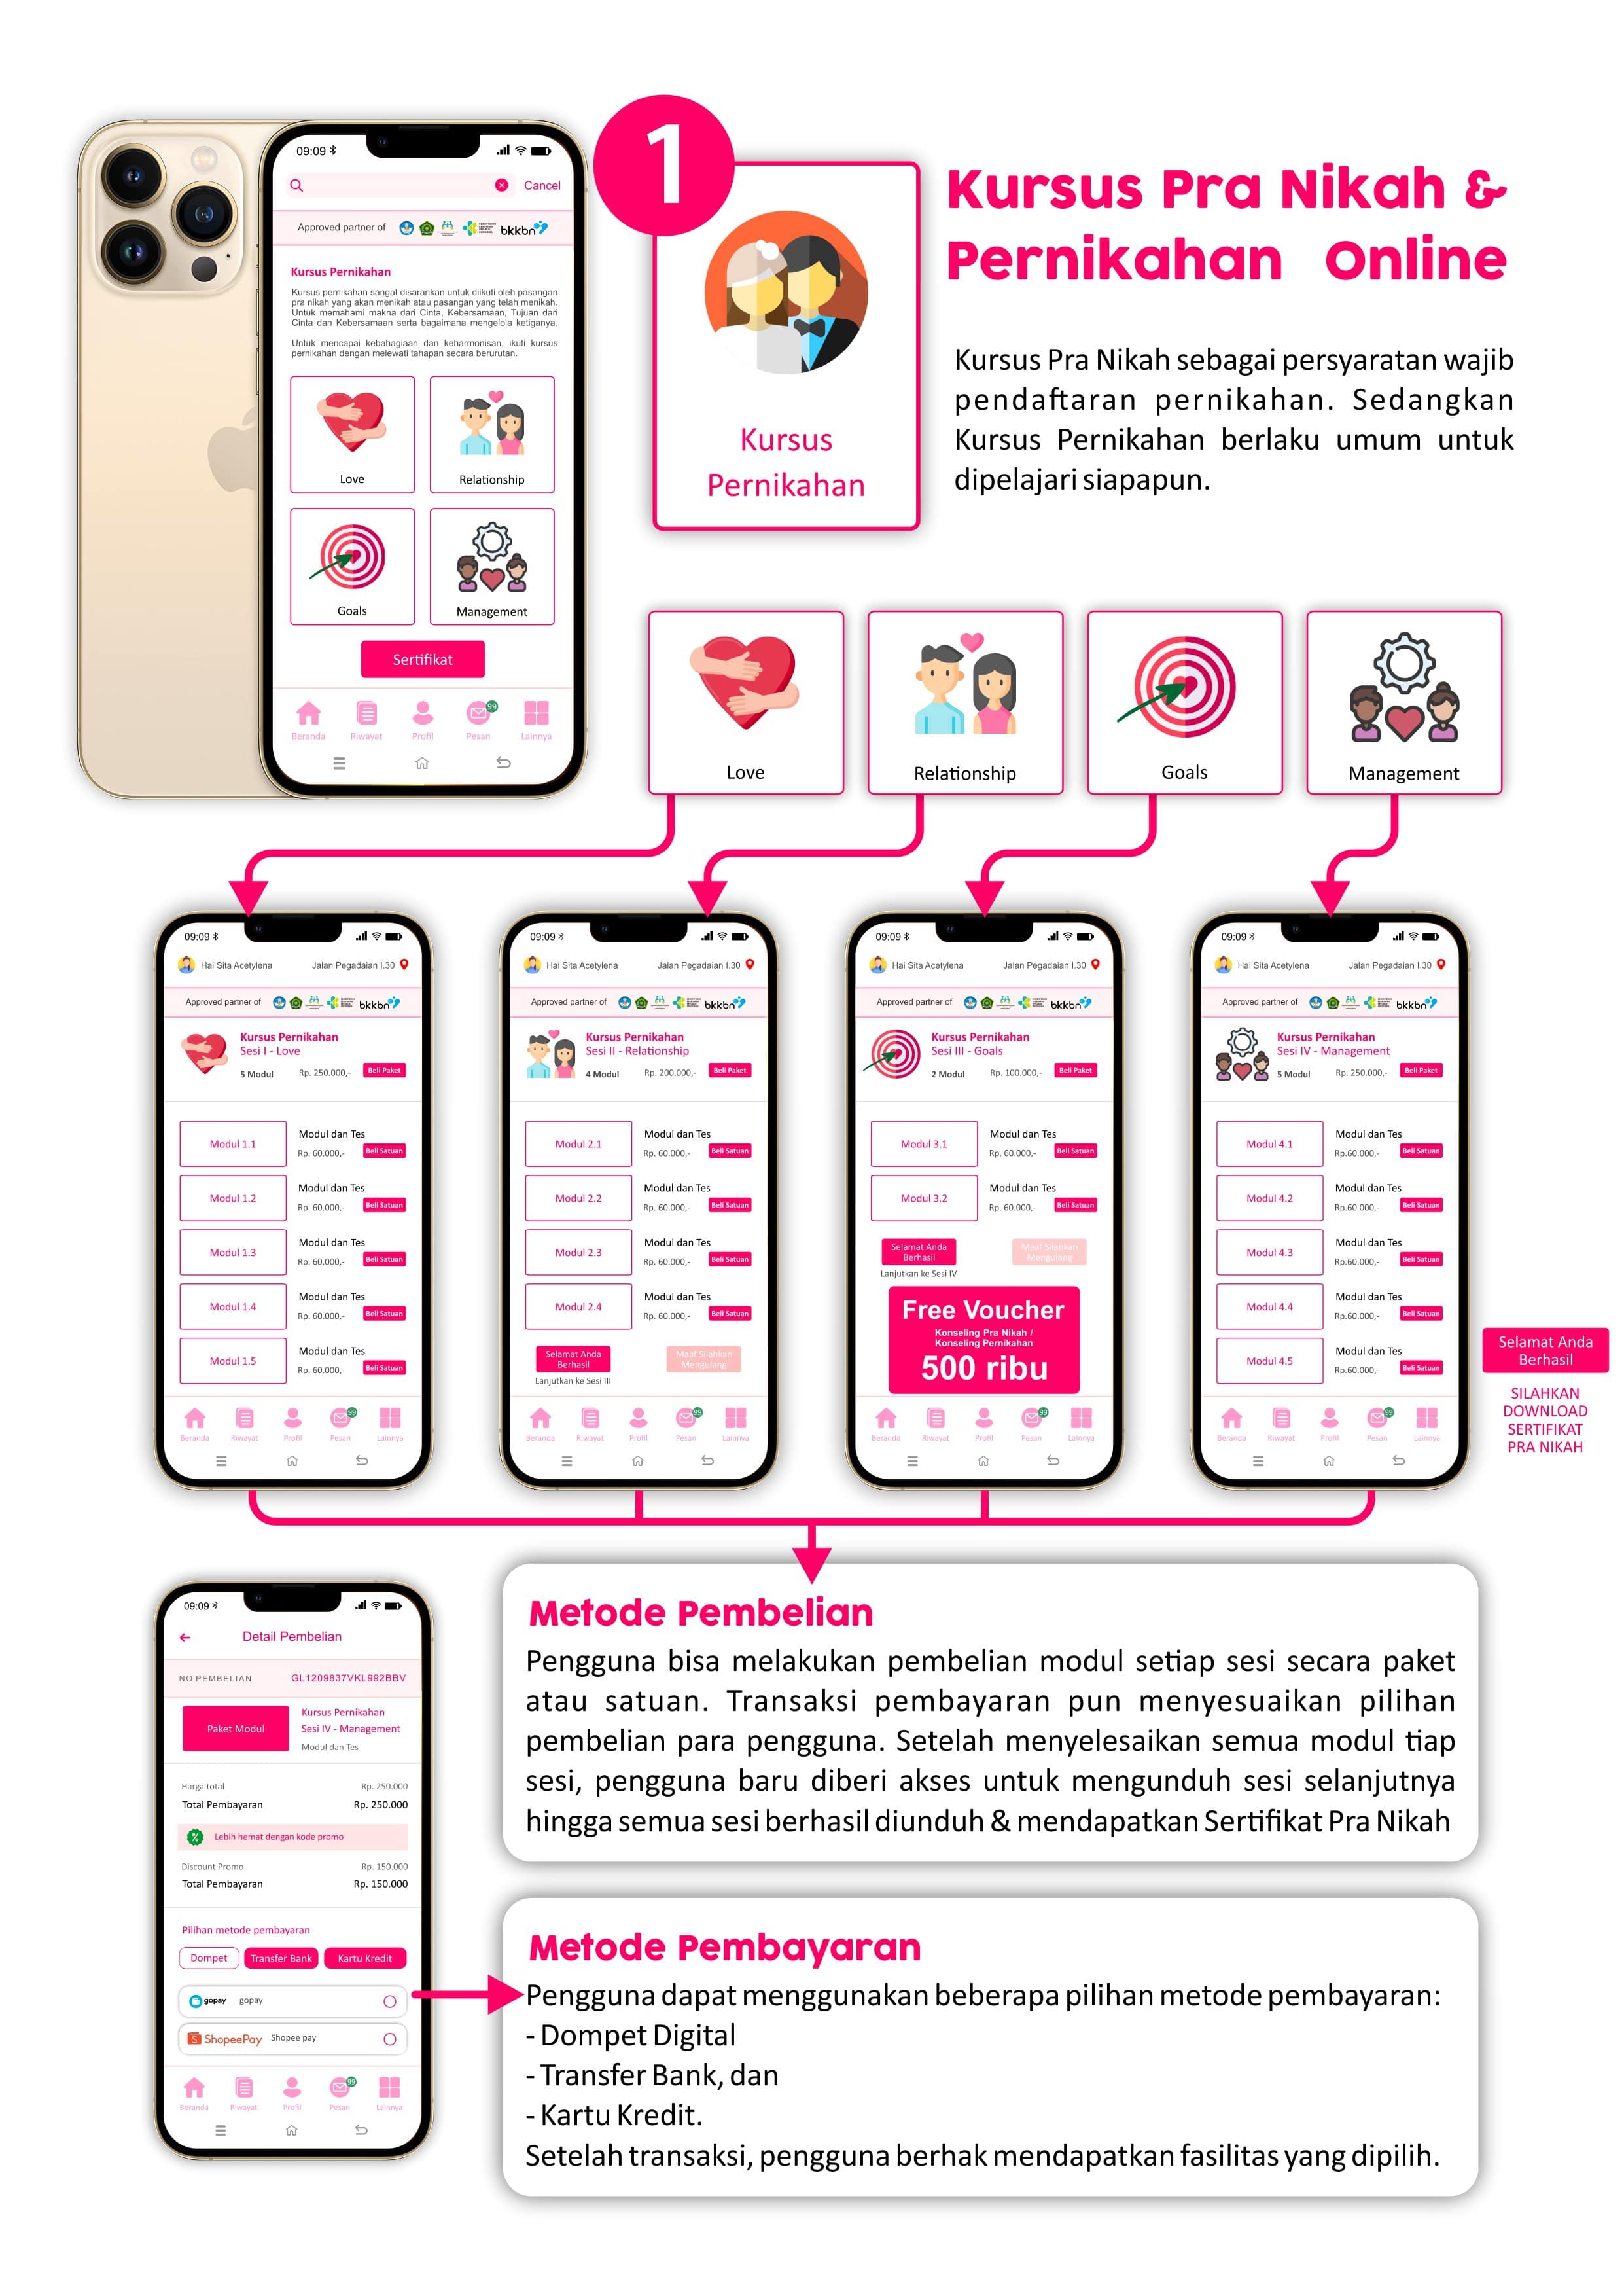 1
Kursus Pra Nikah &
Pernikahan Online
Kursus
Pernikahan
Kursus Pra Nikah sebagai persyaratan wajib
pendaftaran pernikahan. Sedangkan
Kursus Pernikahan berlaku umum untuk
dipelajari siapapun.
09:09
Cancel
Approved partner of
bkkbn
Kursus Pernikahan
Kursus pernikahan sangat disarankan untuk diikuti oleh pasangan
pra nikah yang akan menikah atau pasangan yang telah menikah.
Untuk memahami makna dari Cinta, Kebersamaan, Tujuan dari
Cinta dan Kebersamaan serta bagaimana mengelola ketiganya.
Untuk mencapai kebahagiaan dan keharmonisan, ikuti kursus
pernikahan dengan melewati tahapan secara berurutan.
Love
Relationship
Goals
Management
Sertifikat
99
Beranda Riwayat Profil Pesan Lainnya
Love
Relationship
Goals
Management
09:09
Hai Sita Acetylena Jalan Pegadaian I.30
Approved partner of bkkbn
Kursus Pernikahan
Sesi I - Love
5 Modul Rp. 250.000,- Beli Paket
Modul 1.1 Modul dan Tes
Rp. 60.000,- Beli Satuan
Modul 1.2 Modul dan Tes
Rp. 60.000,- Beli Satuan
Modul 1.3 Modul dan Tes
Rp. 60.000,- Beli Satuan
Modul 1.4 Modul dan Tes
Rp. 60.000,- Beli Satuan
Modul 1.5 Modul dan Tes
Rp. 60.000,- Beli Satuan
99
Beranda Riwayat Profil Pesan Lainnya
09:09
Hai Sita Acetylena Jalan Pegadaian I.30
Approved partner of bkkbn
Kursus Pernikahan
Sesi II - Relationship
4 Modul Rp. 200.000,- Beli Paket
Modul 2.1 Modul dan Tes
Rp. 60.000,- Beli Satuan
Modul 2.2 Modul dan Tes
Rp. 60.000,- Beli Satuan
Modul 2.3 Modul dan Tes
Rp. 60.000,- Beli Satuan
Modul 2.4 Modul dan Tes
Rp. 60.000,- Beli Satuan
Selamat Anda
Berhasil
Maaf Silahkan
Mengulang
Lanjutkan ke Sesi III
99
Beranda Riwayat Profil Pesan Lainnya
09:09
Hai Sita Acetylena Jalan Pegadaian I.30
Approved partner of bkkbn
Kursus Pernikahan
Sesi III - Goals
2 Modul Rp. 100.000,- Beli Paket
Modul 3.1 Modul dan Tes
Rp. 60.000,- Beli Satuan
Modul 3.2 Modul dan Tes
Rp. 60.000,- Beli Satuan
Selamat Anda
Berhasil
Maaf Silahkan
Mengulang
Lanjutkan ke Sesi IV
Free Voucher
Konseling Pra Nikah /
Konseling Pernikahan
500 ribu
99
Beranda Riwayat Profil Pesan Lainnya
09:09
Hai Sita Acetylena Jalan Pegadaian I.30
Approved partner of bkkbn
Kursus Pernikahan
Sesi IV - Management
5 Modul Rp. 250.000,- Beli Paket
Modul 4.1 Modul dan Tes
Rp.60.000,- Beli Satuan
Modul 4.2 Modul dan Tes
Rp.60.000,- Beli Satuan
Modul 4.3 Modul dan Tes
Rp.60.000,- Beli Satuan
Modul 4.4 Modul dan Tes
Rp.60.000,- Beli Satuan
Modul 4.5 Modul dan Tes
Rp.60.000,- Beli Satuan
99
Beranda Riwayat Profil Pesan Lainnya
Selamat Anda
Berhasil
SILAHKAN
DOWNLOAD
SERTIFIKAT
PRA NIKAH
Metode Pembelian
Pengguna bisa melakukan pembelian modul setiap sesi secara paket
atau satuan. Transaksi pembayaran pun menyesuaikan pilihan
pembelian para pengguna. Setelah menyelesaikan semua modul tiap
sesi, pengguna baru diberi akses untuk mengunduh sesi selanjutnya
hingga semua sesi berhasil diunduh & mendapatkan Sertifikat Pra Nikah
09:09
Detail Pembelian
NO PEMBELIAN GL1209837VKL992BBV
Paket Modul
Kursus Pernikahan
Sesi IV - Management
Modul dan Tes
Harga total Rp. 250.000
Total Pembayaran Rp. 250.000
% Lebih hemat dengan kode promo
Discount Promo Rp. 150.000
Total Pembayaran Rp. 150.000
Pilihan metode pembayaran
Dompet Transfer Bank Kartu Kredit
gopay gopay
ShopeePay Shopee pay
99
Beranda Riwayat Profil Pesan Lainnya
Metode Pembayaran
Pengguna dapat menggunakan beberapa pilihan metode pembayaran:
- Dompet Digital
- Transfer Bank, dan
- Kartu Kredit.
Setelah transaksi, pengguna berhak mendapatkan fasilitas yang dipilih.